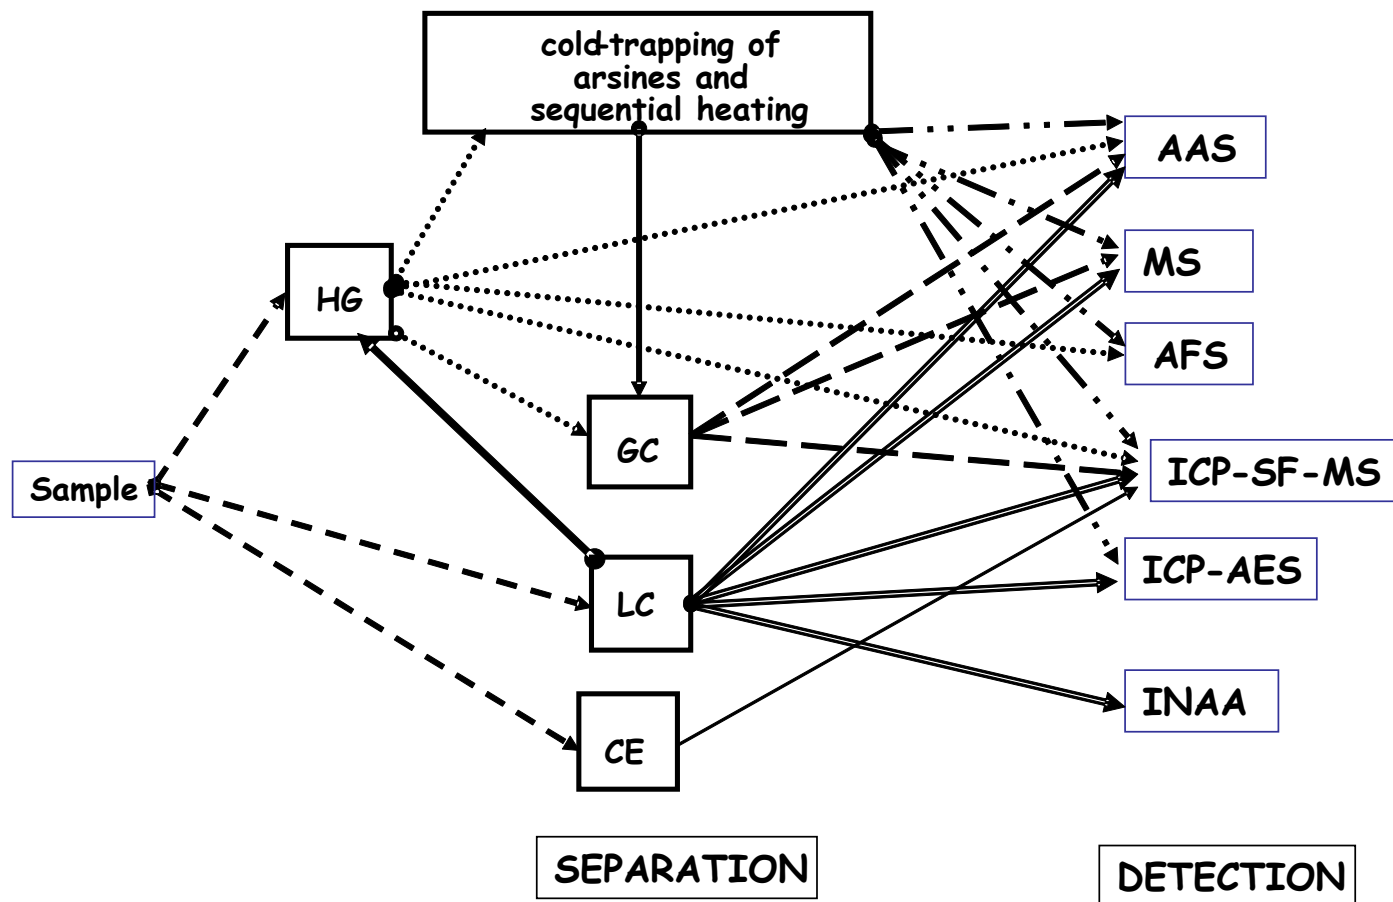 cold-trapping of
arsines and
sequential heating
AAS
MS
HG
AFS
GC
ICP-SF-MS
Sample
ICP-AES
LC
INAA
CE
SEPARATION
DETECTION